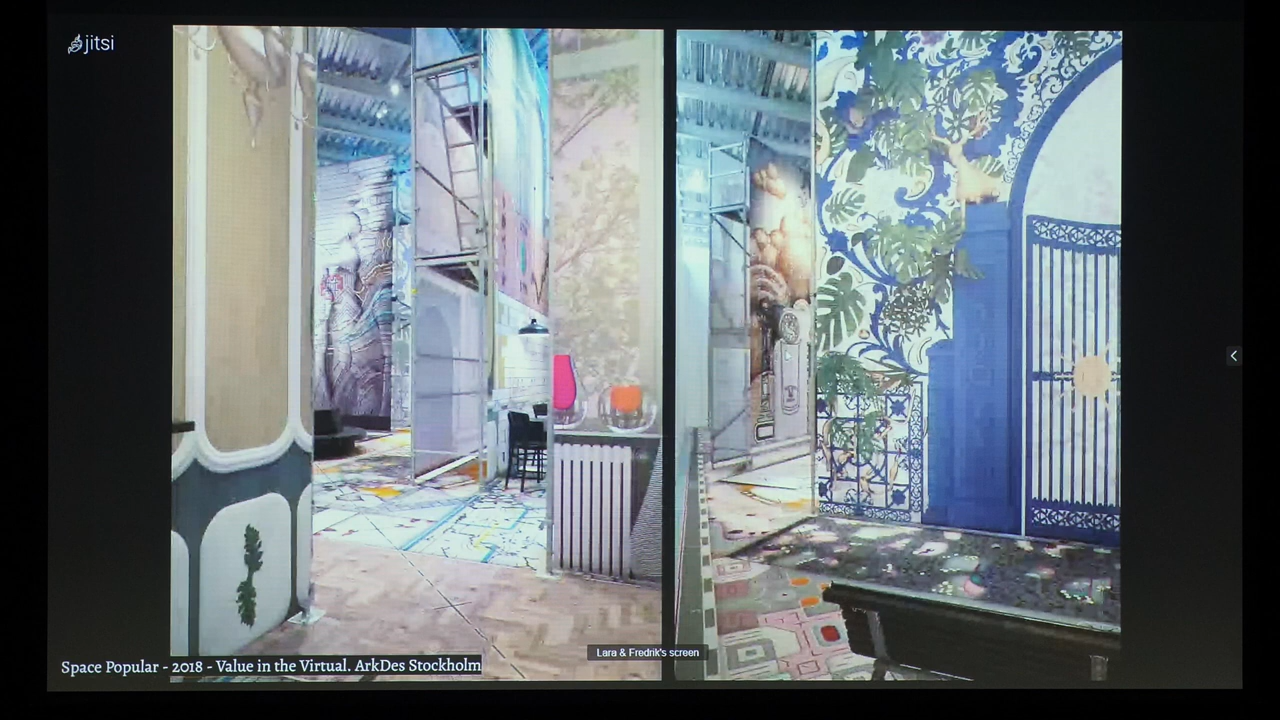 jitsi
Lara & Fredrik's screen
Space Popular - 2018 - Value in the Virtual. ArkDes Stockholm